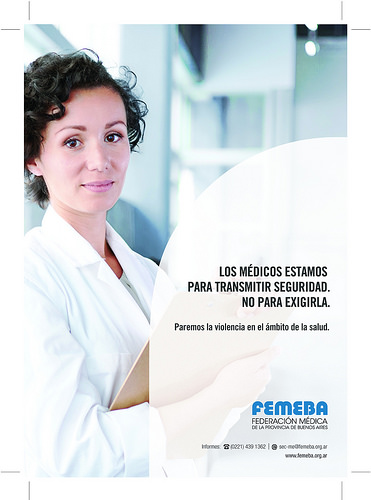 LOS MÉDICOS ESTAMOS
PARA TRANSMITIR SEGURIDAD.
NO PARA EXIGIRLA.
Paremos la violencia en el ámbito de la salud.
FEMEBA
FEDERACIÓN MÉDICA
DE LA PROVINCIA DE BUENOS AIRES
Informes: (0221) 439 1362 | sec-me@femeba.org.ar
www.femeba.org.ar